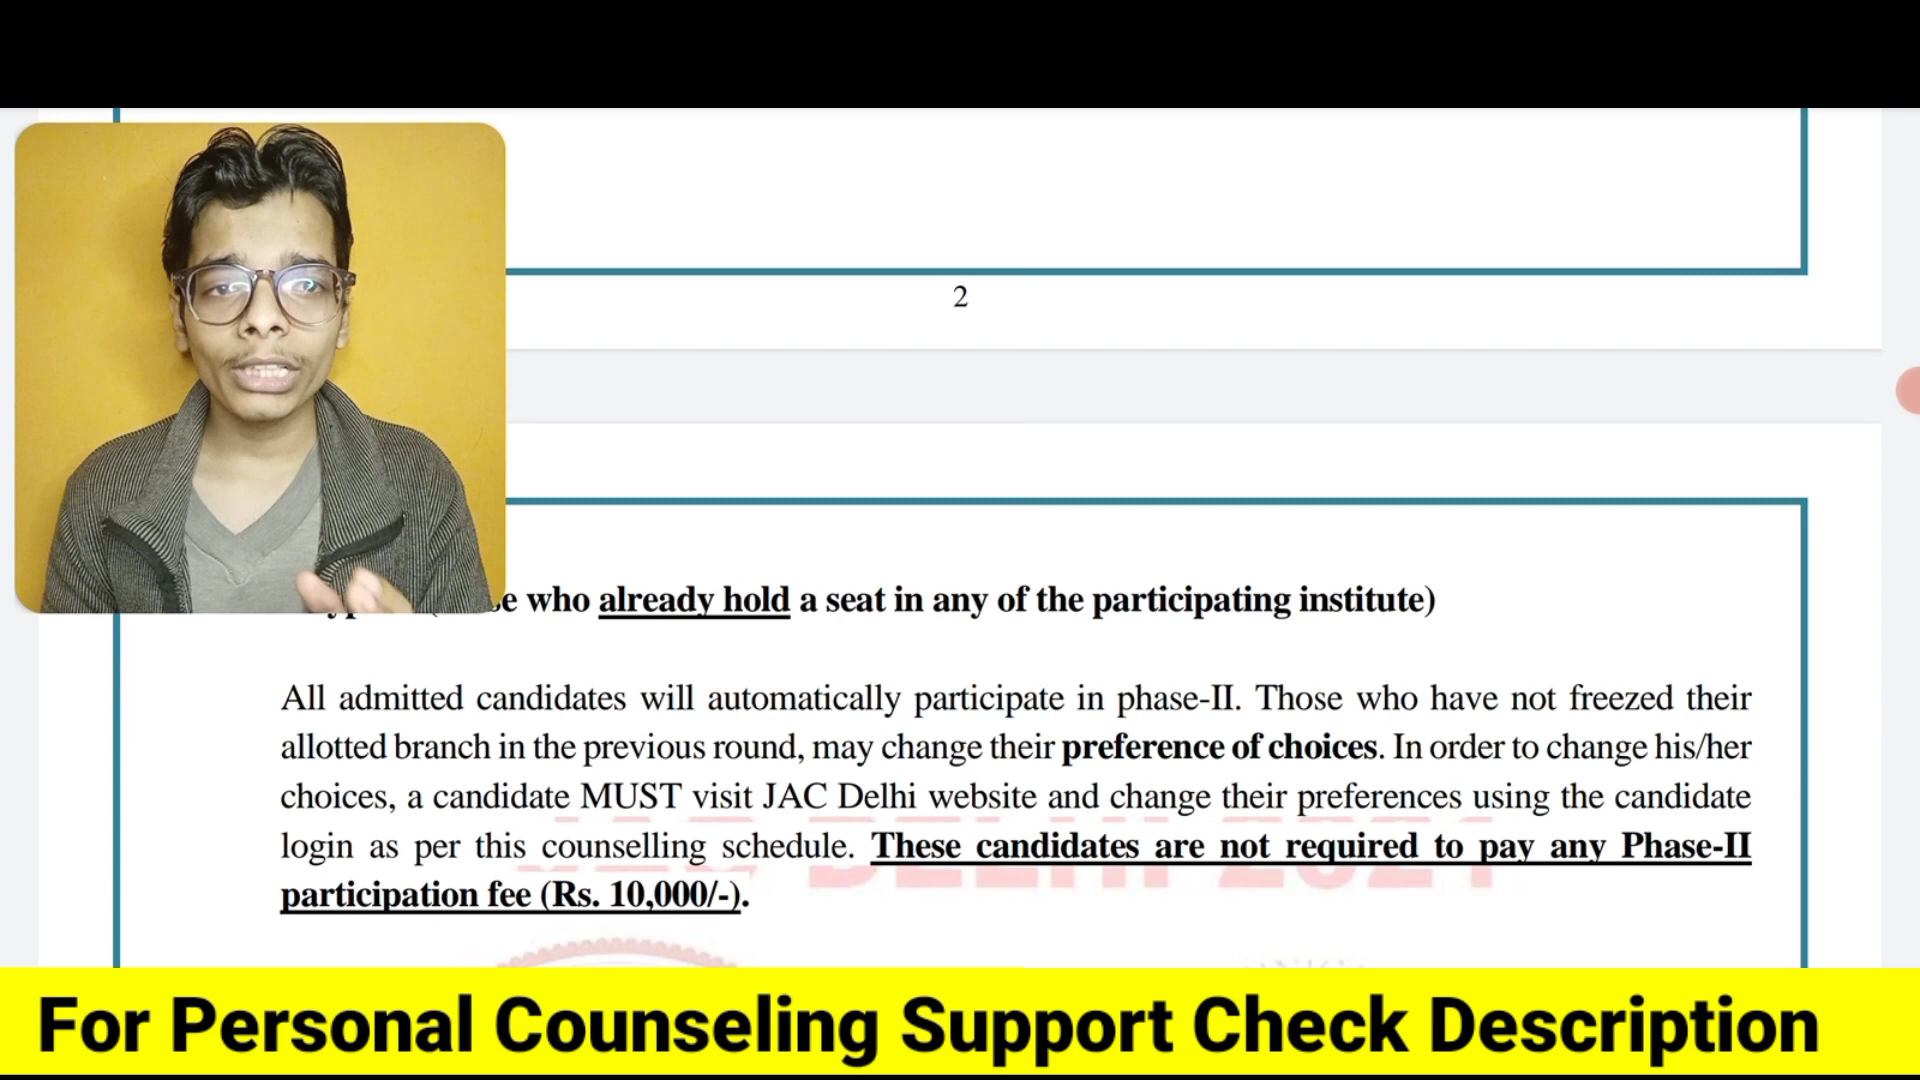 2
who already hold a seat in any of the participating institute)
All admitted candidates will automatically participate in phase-II. Those who have not freezed their
allotted branch in the previous round, may change their preference of choices. In order to change his/her
choices, a candidate MUST visit JAC Delhi website and change their preferences using the candidate
login as per this counselling schedule. These candidates are not required to pay any Phase-II
JAC DELHI 2021
participation fee (Rs. 10,000/-).
For Personal Counseling Support Check Description